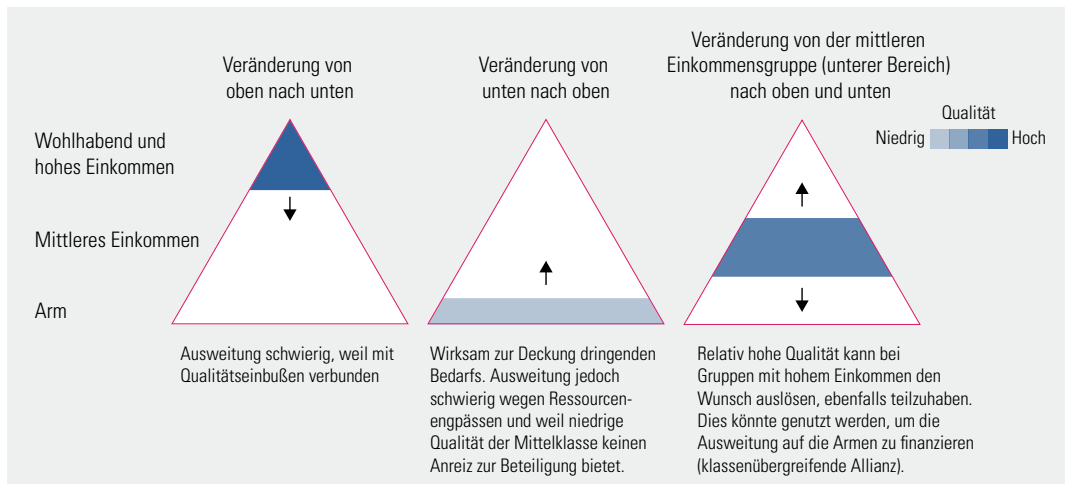 Veränderung von
oben nach unten
Veränderung von
unten nach oben
Veränderung von der mittleren
Einkommensgruppe (unterer Bereich)
nach oben und unten
Qualität
Niedrig
Hoch
Wohlhabend und
hohes Einkommen
Mittleres Einkommen
Arm
Ausweitung schwierig, weil mit
Qualitätseinbußen verbunden
Wirksam zur Deckung dringenden
Bedarfs. Ausweitung jedoch
schwierig wegen Ressourcen-
engpässen und weil niedrige
Qualität der Mittelklasse keinen
Anreiz zur Beteiligung bietet.
Relativ hohe Qualität kann bei
Gruppen mit hohem Einkommen den
Wunsch auslösen, ebenfalls teilzuhaben.
Dies könnte genutzt werden, um die
Ausweitung auf die Armen zu finanzieren
(klassenübergreifende Allianz).